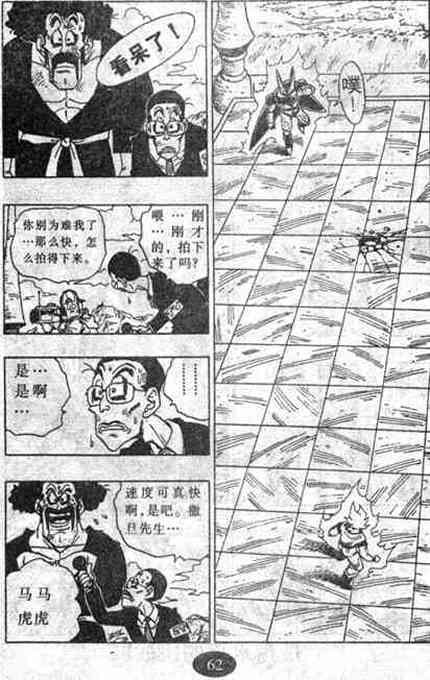 看呆了！
喂…刚
…刚才
的，拍下
来了吗？
你别为难我了
…那么快，怎
么拍得下来。
…………
是…
是啊
…
速度可真快
啊，是吧。撒
旦先生…
马马
虎虎
噗！
62